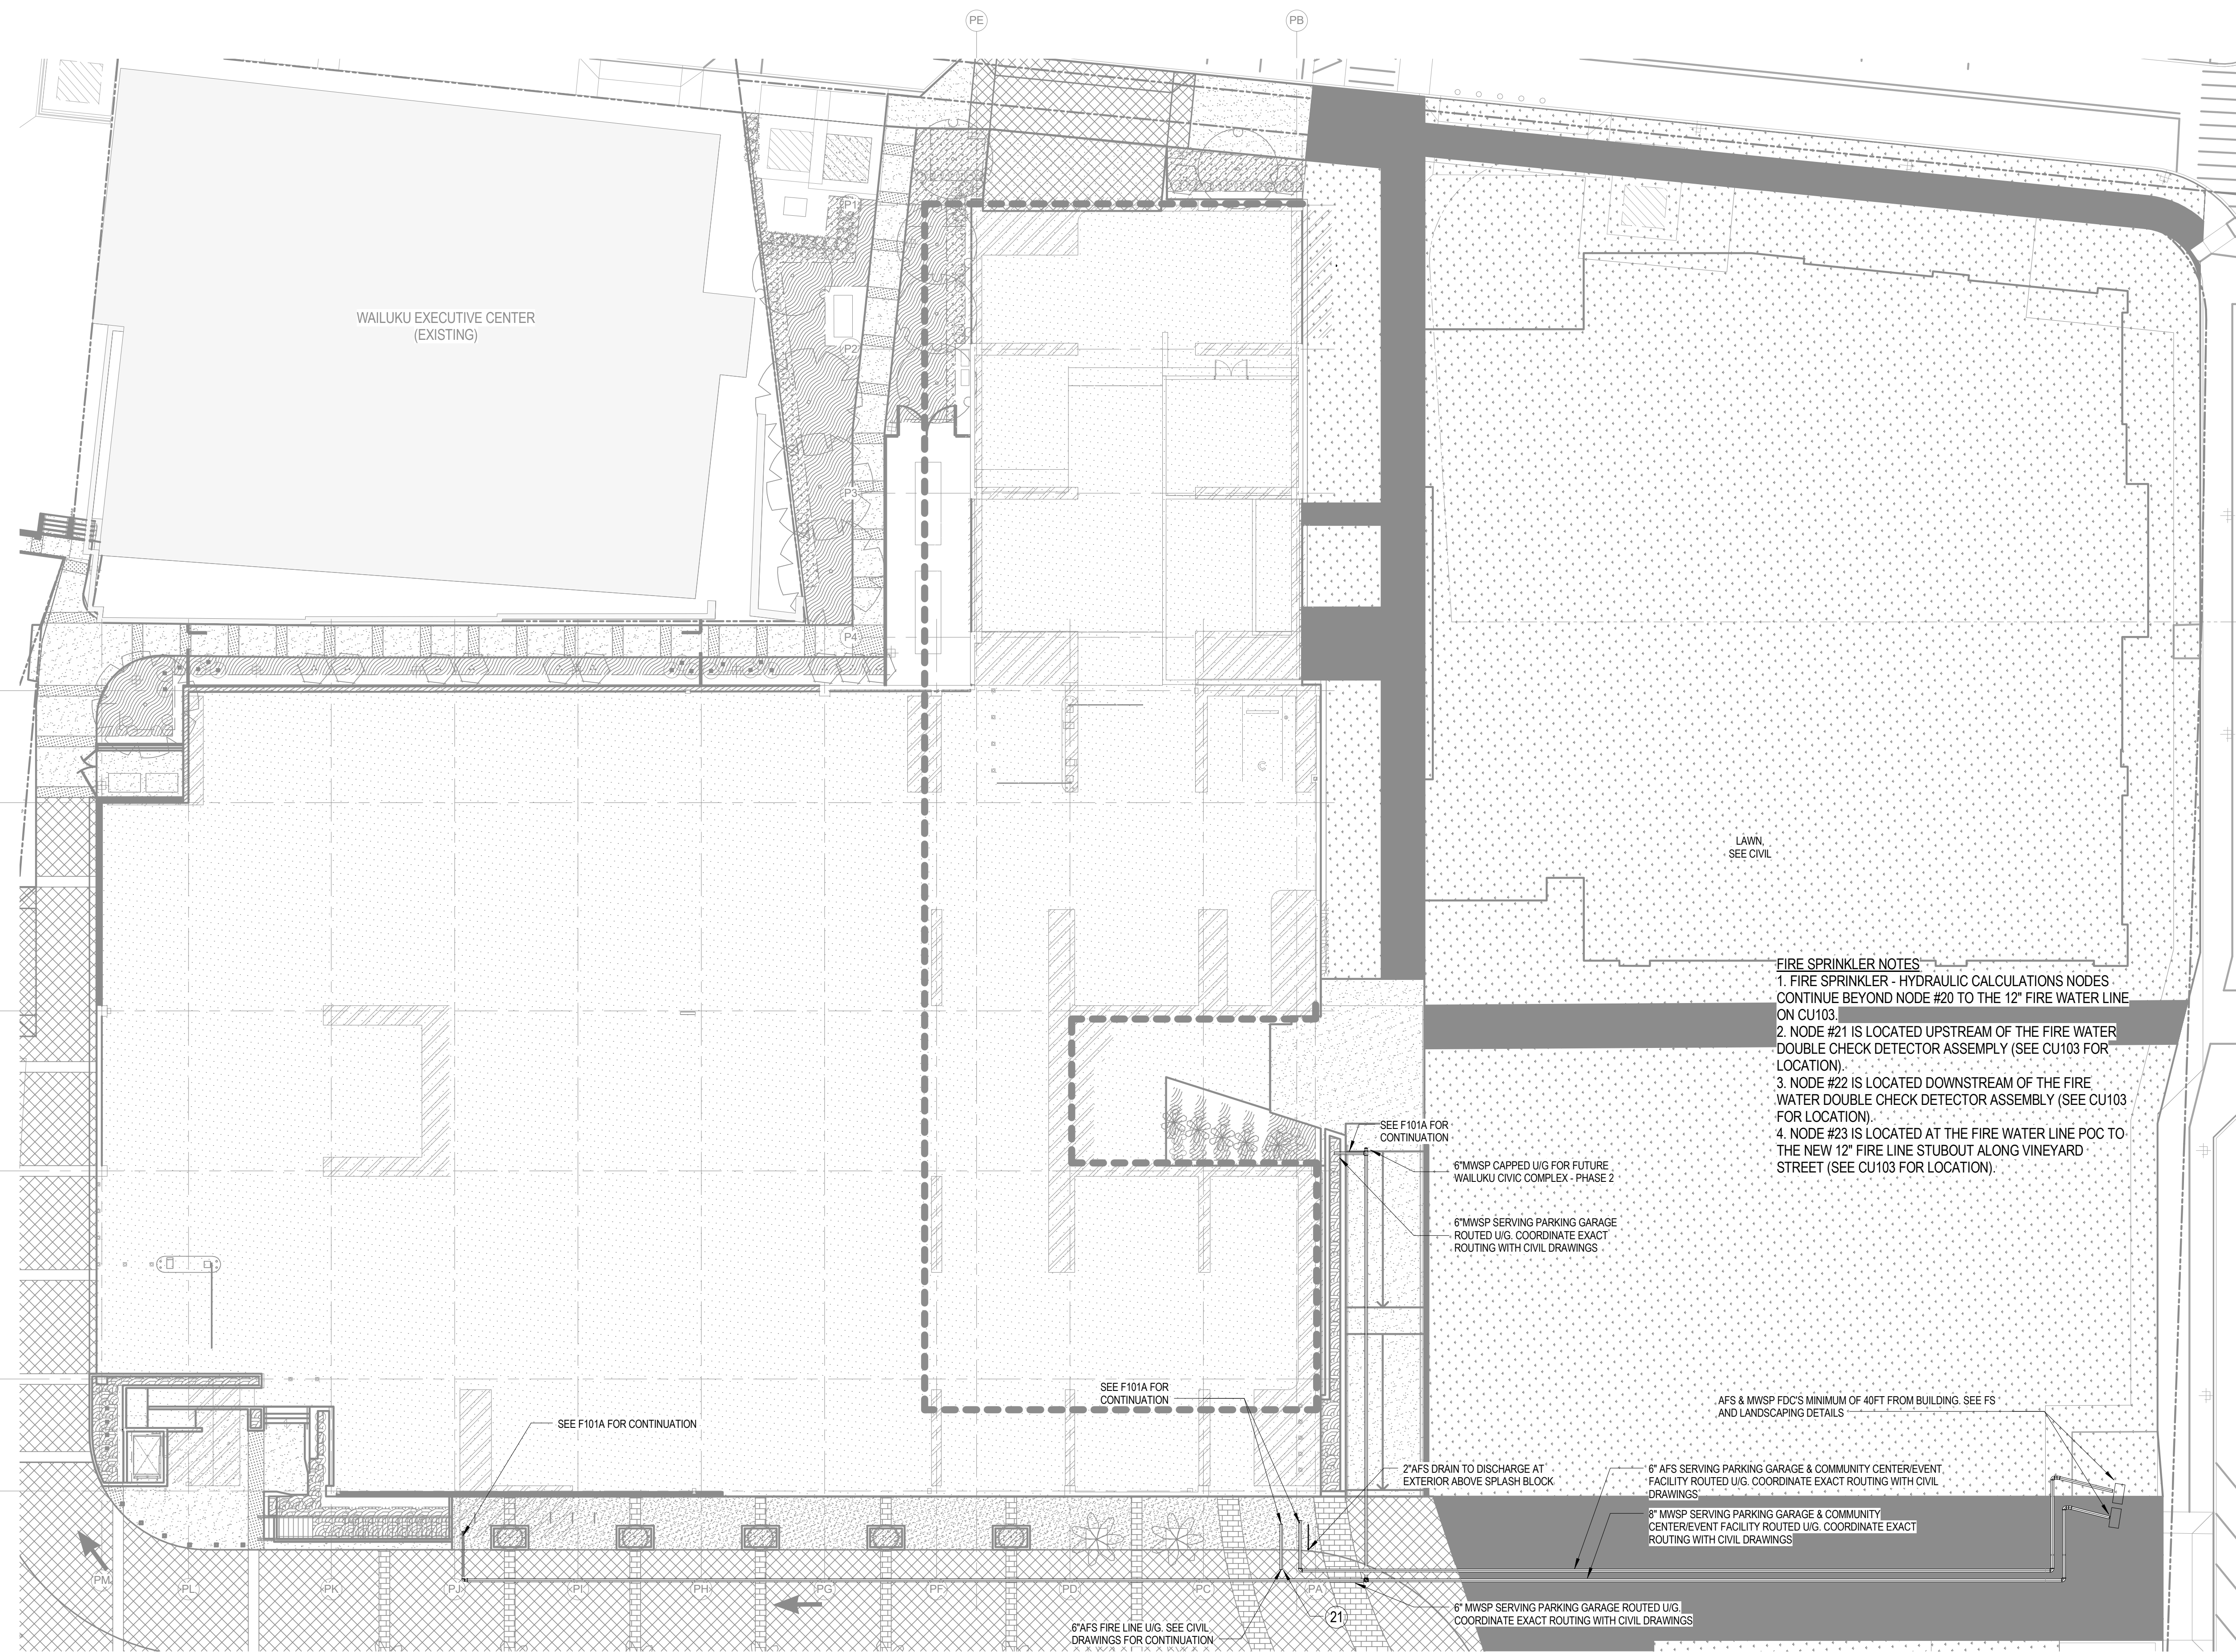 PE
PB
WAILUKU EXECUTIVE CENTER
(EXISTING)
P1
P2
P3
P4
LAWN,
SEE CIVIL
FIRE SPRINKLER NOTES
1. FIRE SPRINKLER - HYDRAULIC CALCULATIONS NODES
CONTINUE BEYOND NODE #20 TO THE 12" FIRE WATER LINE
ON CU103.
2. NODE #21 IS LOCATED UPSTREAM OF THE FIRE WATER
DOUBLE CHECK DETECTOR ASSEMPLY (SEE CU103 FOR
LOCATION).
3. NODE #22 IS LOCATED DOWNSTREAM OF THE FIRE
WATER DOUBLE CHECK DETECTOR ASSEMBLY (SEE CU103
FOR LOCATION).
4. NODE #23 IS LOCATED AT THE FIRE WATER LINE POC TO
THE NEW 12" FIRE LINE STUBOUT ALONG VINEYARD
STREET (SEE CU103 FOR LOCATION).
SEE F101A FOR
CONTINUATION
6"MWSP CAPPED U/G FOR FUTURE
WAILUKU CIVIC COMPLEX - PHASE 2
6"MWSP SERVING PARKING GARAGE
ROUTED U/G. COORDINATE EXACT
ROUTING WITH CIVIL DRAWINGS
SEE F101A FOR
CONTINUATION
AFS & MWSP FDC'S MINIMUM OF 40FT FROM BUILDING. SEE FS
AND LANDSCAPING DETAILS
SEE F101A FOR CONTINUATION
2"AFS DRAIN TO DISCHARGE AT
EXTERIOR ABOVE SPLASH BLOCK
6" AFS SERVING PARKING GARAGE & COMMUNITY CENTER/EVENT
FACILITY ROUTED U/G. COORDINATE EXACT ROUTING WITH CIVIL
DRAWINGS
8" MWSP SERVING PARKING GARAGE & COMMUNITY
CENTER/EVENT FACILITY ROUTED U/G. COORDINATE EXACT
ROUTING WITH CIVIL DRAWINGS
PM
PL
PK
PJ
PI
PH
PG
PF
PD
PC
PA
21
6" MWSP SERVING PARKING GARAGE ROUTED U/G.
COORDINATE EXACT ROUTING WITH CIVIL DRAWINGS
6"AFS FIRE LINE U/G. SEE CIVIL
DRAWINGS FOR CONTINUATION